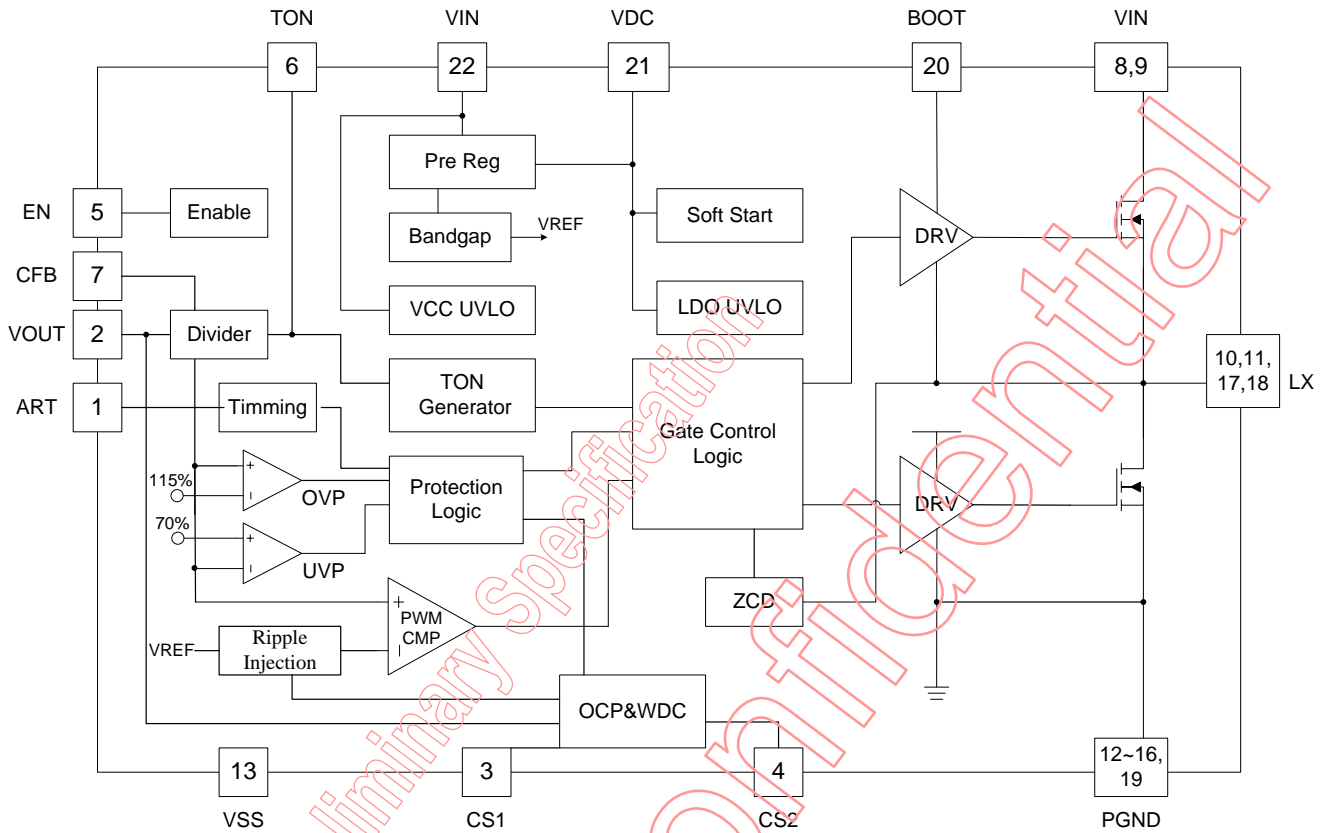 TON VIN VDC BOOT VIN
6 22 21 20 8,9
Pre Reg
EN 5 Enable
Soft Start
Bandgap VREF
DRV
CFB 7
VCC UVLO
LDO UVLO
VOUT 2 Divider
10,11,
17,18 LX
TON
Generator
ART 1 Timming
Gate Control
Logic
115% + - OVP
Protection
Logic
DRV
70% + - UVP
ZCD
+ PWM
CMP -
VREF Ripple
Injection
OCP&WDC
13 3 4 12~16,
19
VSS CS1 CS2 PGND
liminary Specification
onfidential